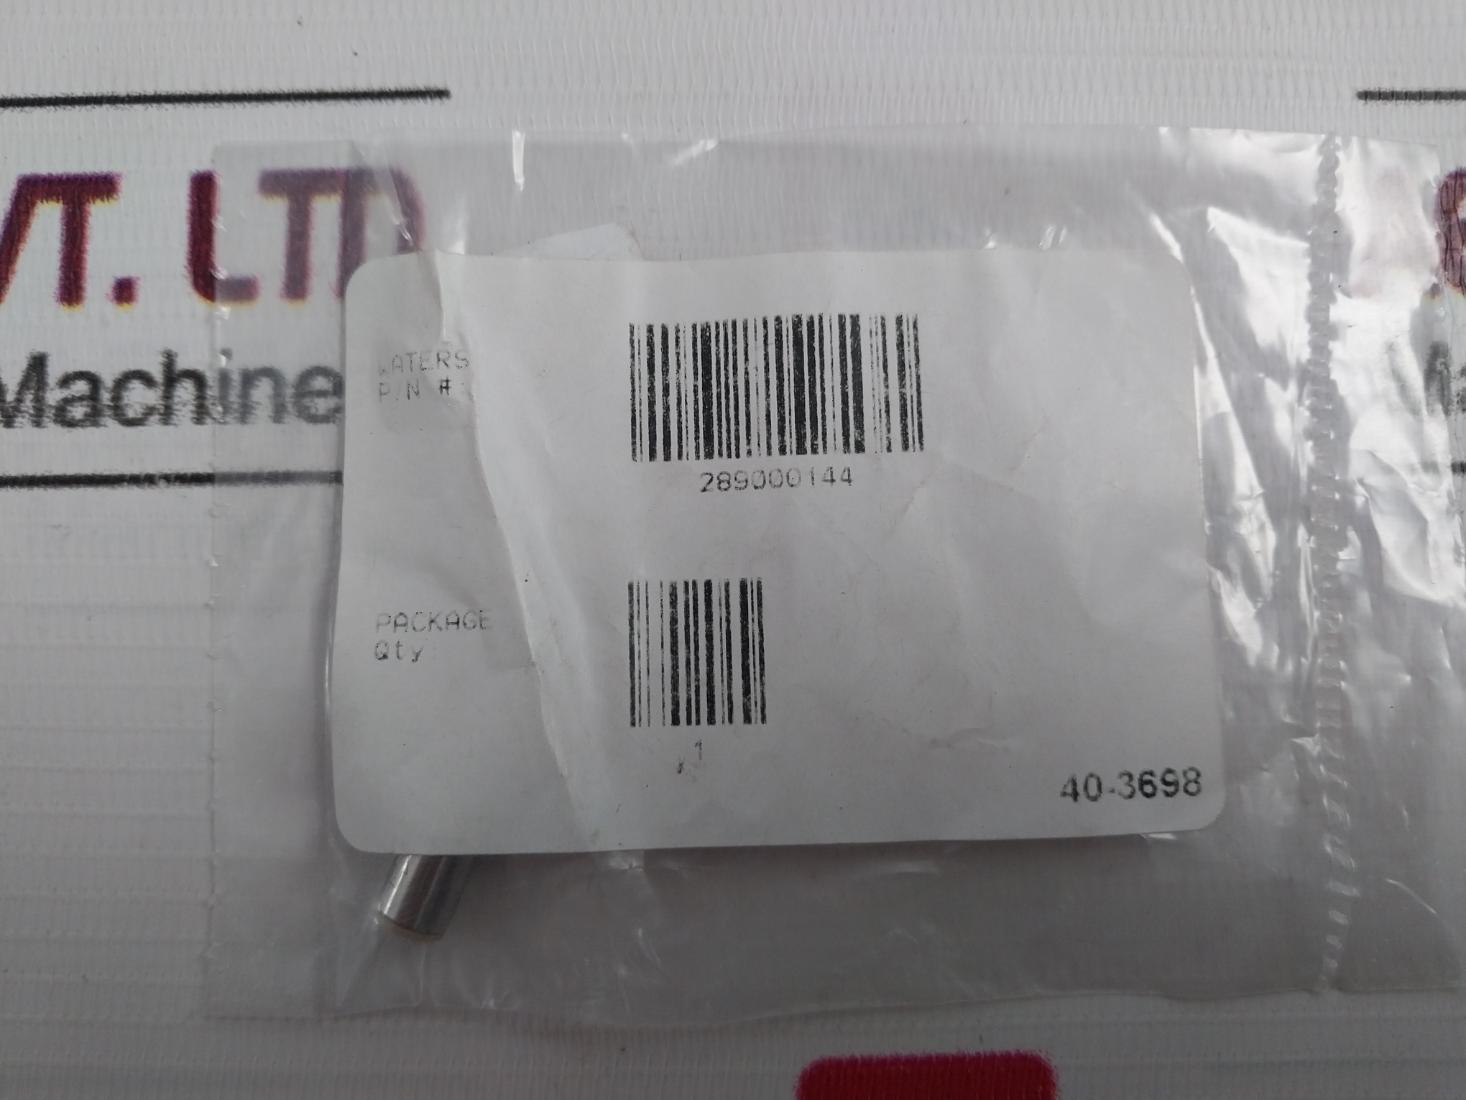 VT. LTD
Machine
WATERS
P/N #:
289000144
PACKAGE
Qty
1
40-3698